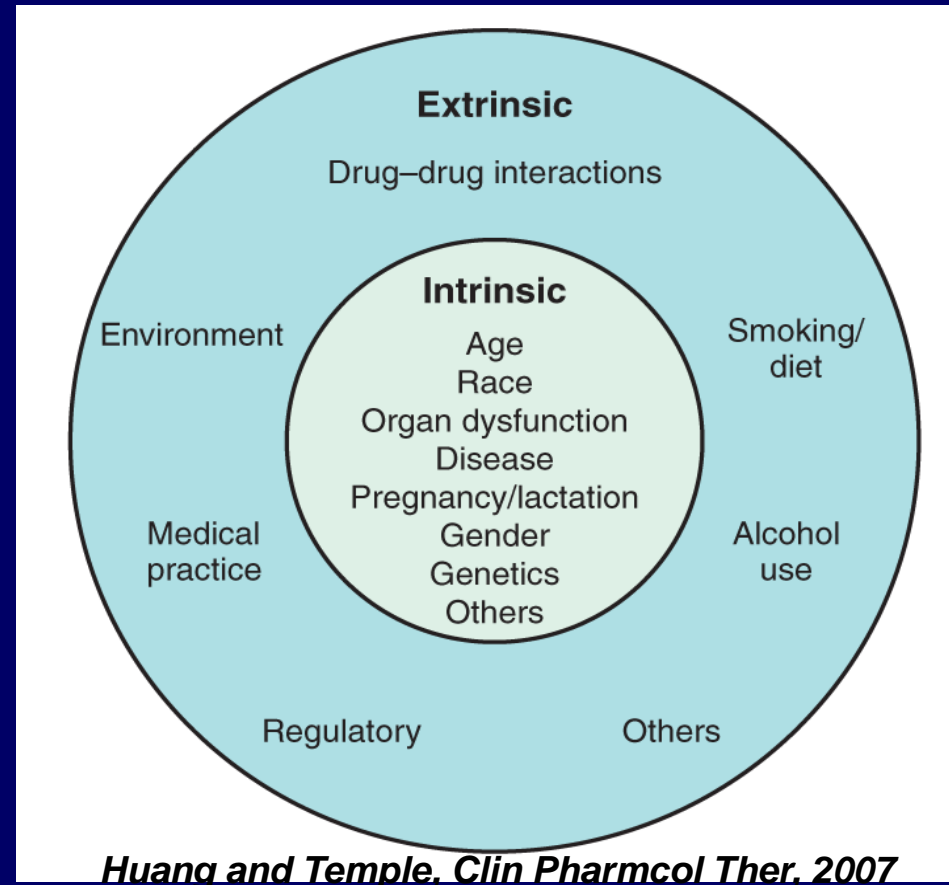 Extrinsic
Drug–drug interactions
Intrinsic
Age
Race
Organ dysfunction
Disease
Pregnancy/lactation
Gender
Genetics
Others
Environment
Smoking/
diet
Medical
practice
Alcohol
use
Regulatory
Others
Huang and Temple. Clin Pharmcol Ther. 2007